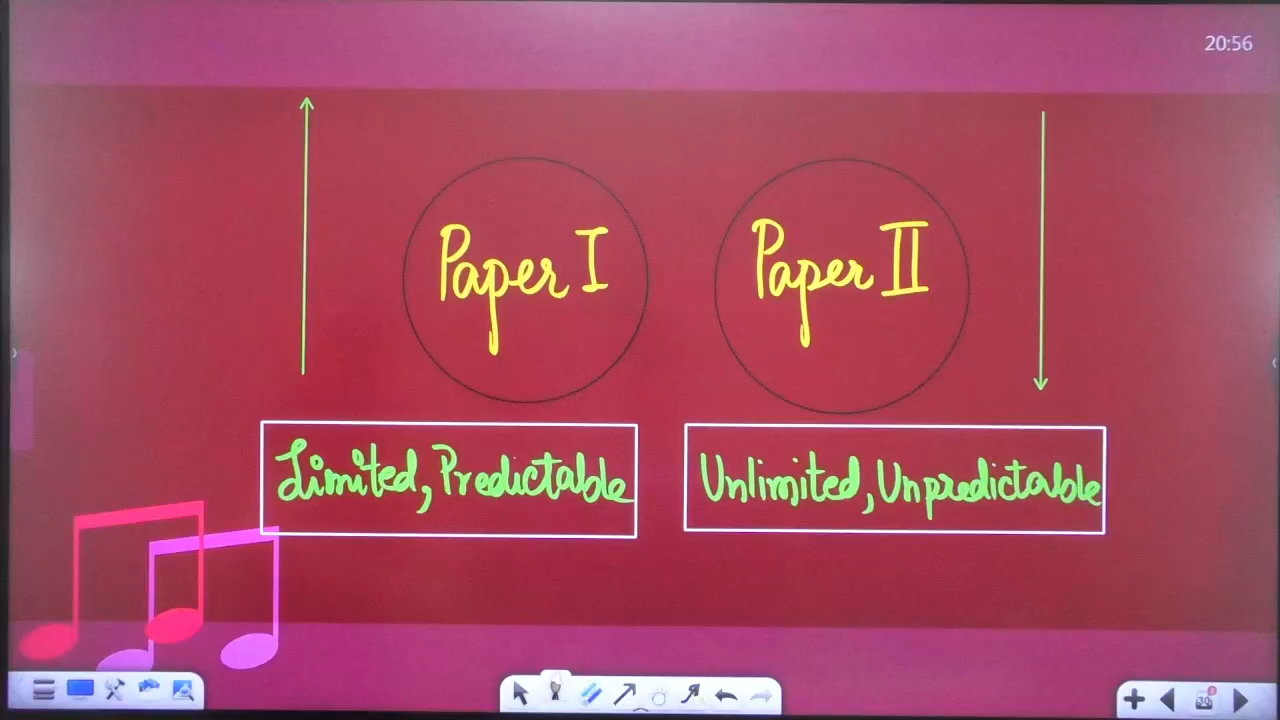 20:56
Paper I
Paper II
Limited, Predictable
Unlimited, Unpredictable